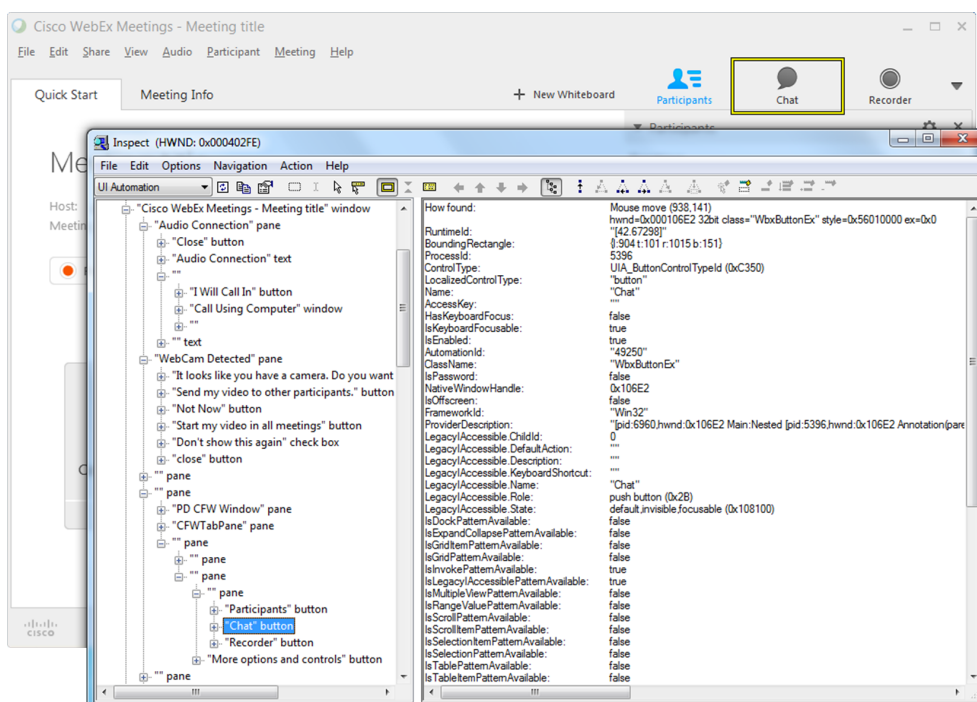 Cisco WebEx Meetings - Meeting title
File Edit Share View Audio Participant Meeting Help
Quick Start Meeting Info + New Whiteboard Participants Chat Recorder
Participants
Inspect (HWND: 0x000402FE)
File Edit Options Navigation Action Help
UI Automation
Me
Host:
Meetin
"Cisco WebEx Meetings - Meeting title" window
"Audio Connection" pane
"Close" button
"Audio Connection" text
""
"I Will Call In" button
"Call Using Computer" window
""
"" text
"WebCam Detected" pane
"It looks like you have a camera. Do you want
"Send my video to other participants." button
"Not Now" button
"Start my video in all meetings" button
"Don't show this again" check box
"close" button
"" pane
"" pane
"PD CFW Window" pane
"CFWTabPane" pane
"" pane
"" pane
"" pane
"" pane
"Participants" button
"Chat" button
"Recorder" button
"More options and controls" button
"" pane
How found: Mouse move (938,141)
hwnd=0x000106E2 32bit class="WbxButtonEx" style=0x56010000 ex=0x0
RuntimeId: "[42.67298]"
BoundingRectangle: {l:904 t:101 r:1015 b:151}
ProcessId: 5396
ControlType: UIA_ButtonControlTypeId (0xC350)
LocalizedControlType: "button"
Name: "Chat"
AccessKey: ""
HasKeyboardFocus: false
IsKeyboardFocusable: true
IsEnabled: true
AutomationId: "49250"
ClassName: "WbxButtonEx"
IsPassword: false
NativeWindowHandle: 0x106E2
IsOffscreen: false
FrameworkId: "Win32"
ProviderDescription: "[pid:6960,hwnd:0x106E2 Main:Nested [pid:5396,hwnd:0x106E2 Annotation(pare
LegacyIAccessible.ChildId: 0
LegacyIAccessible.DefaultAction: ""
LegacyIAccessible.Description: ""
LegacyIAccessible.KeyboardShortcut: ""
LegacyIAccessible.Name: "Chat"
LegacyIAccessible.Role: push button (0x2B)
LegacyIAccessible.State: default,invisible,focusable (0x108100)
IsDockPatternAvailable: false
IsExpandCollapsePatternAvailable: false
IsGridItemPatternAvailable: false
IsGridPatternAvailable: false
IsInvokePatternAvailable: true
IsLegacyIAccessiblePatternAvailable: true
IsMultipleViewPatternAvailable: false
IsRangeValuePatternAvailable: false
IsScrollPatternAvailable: false
IsScrollItemPatternAvailable: false
IsSelectionItemPatternAvailable: false
IsSelectionPatternAvailable: false
IsTablePatternAvailable: false
IsTableItemPatternAvailable: false
CISCO